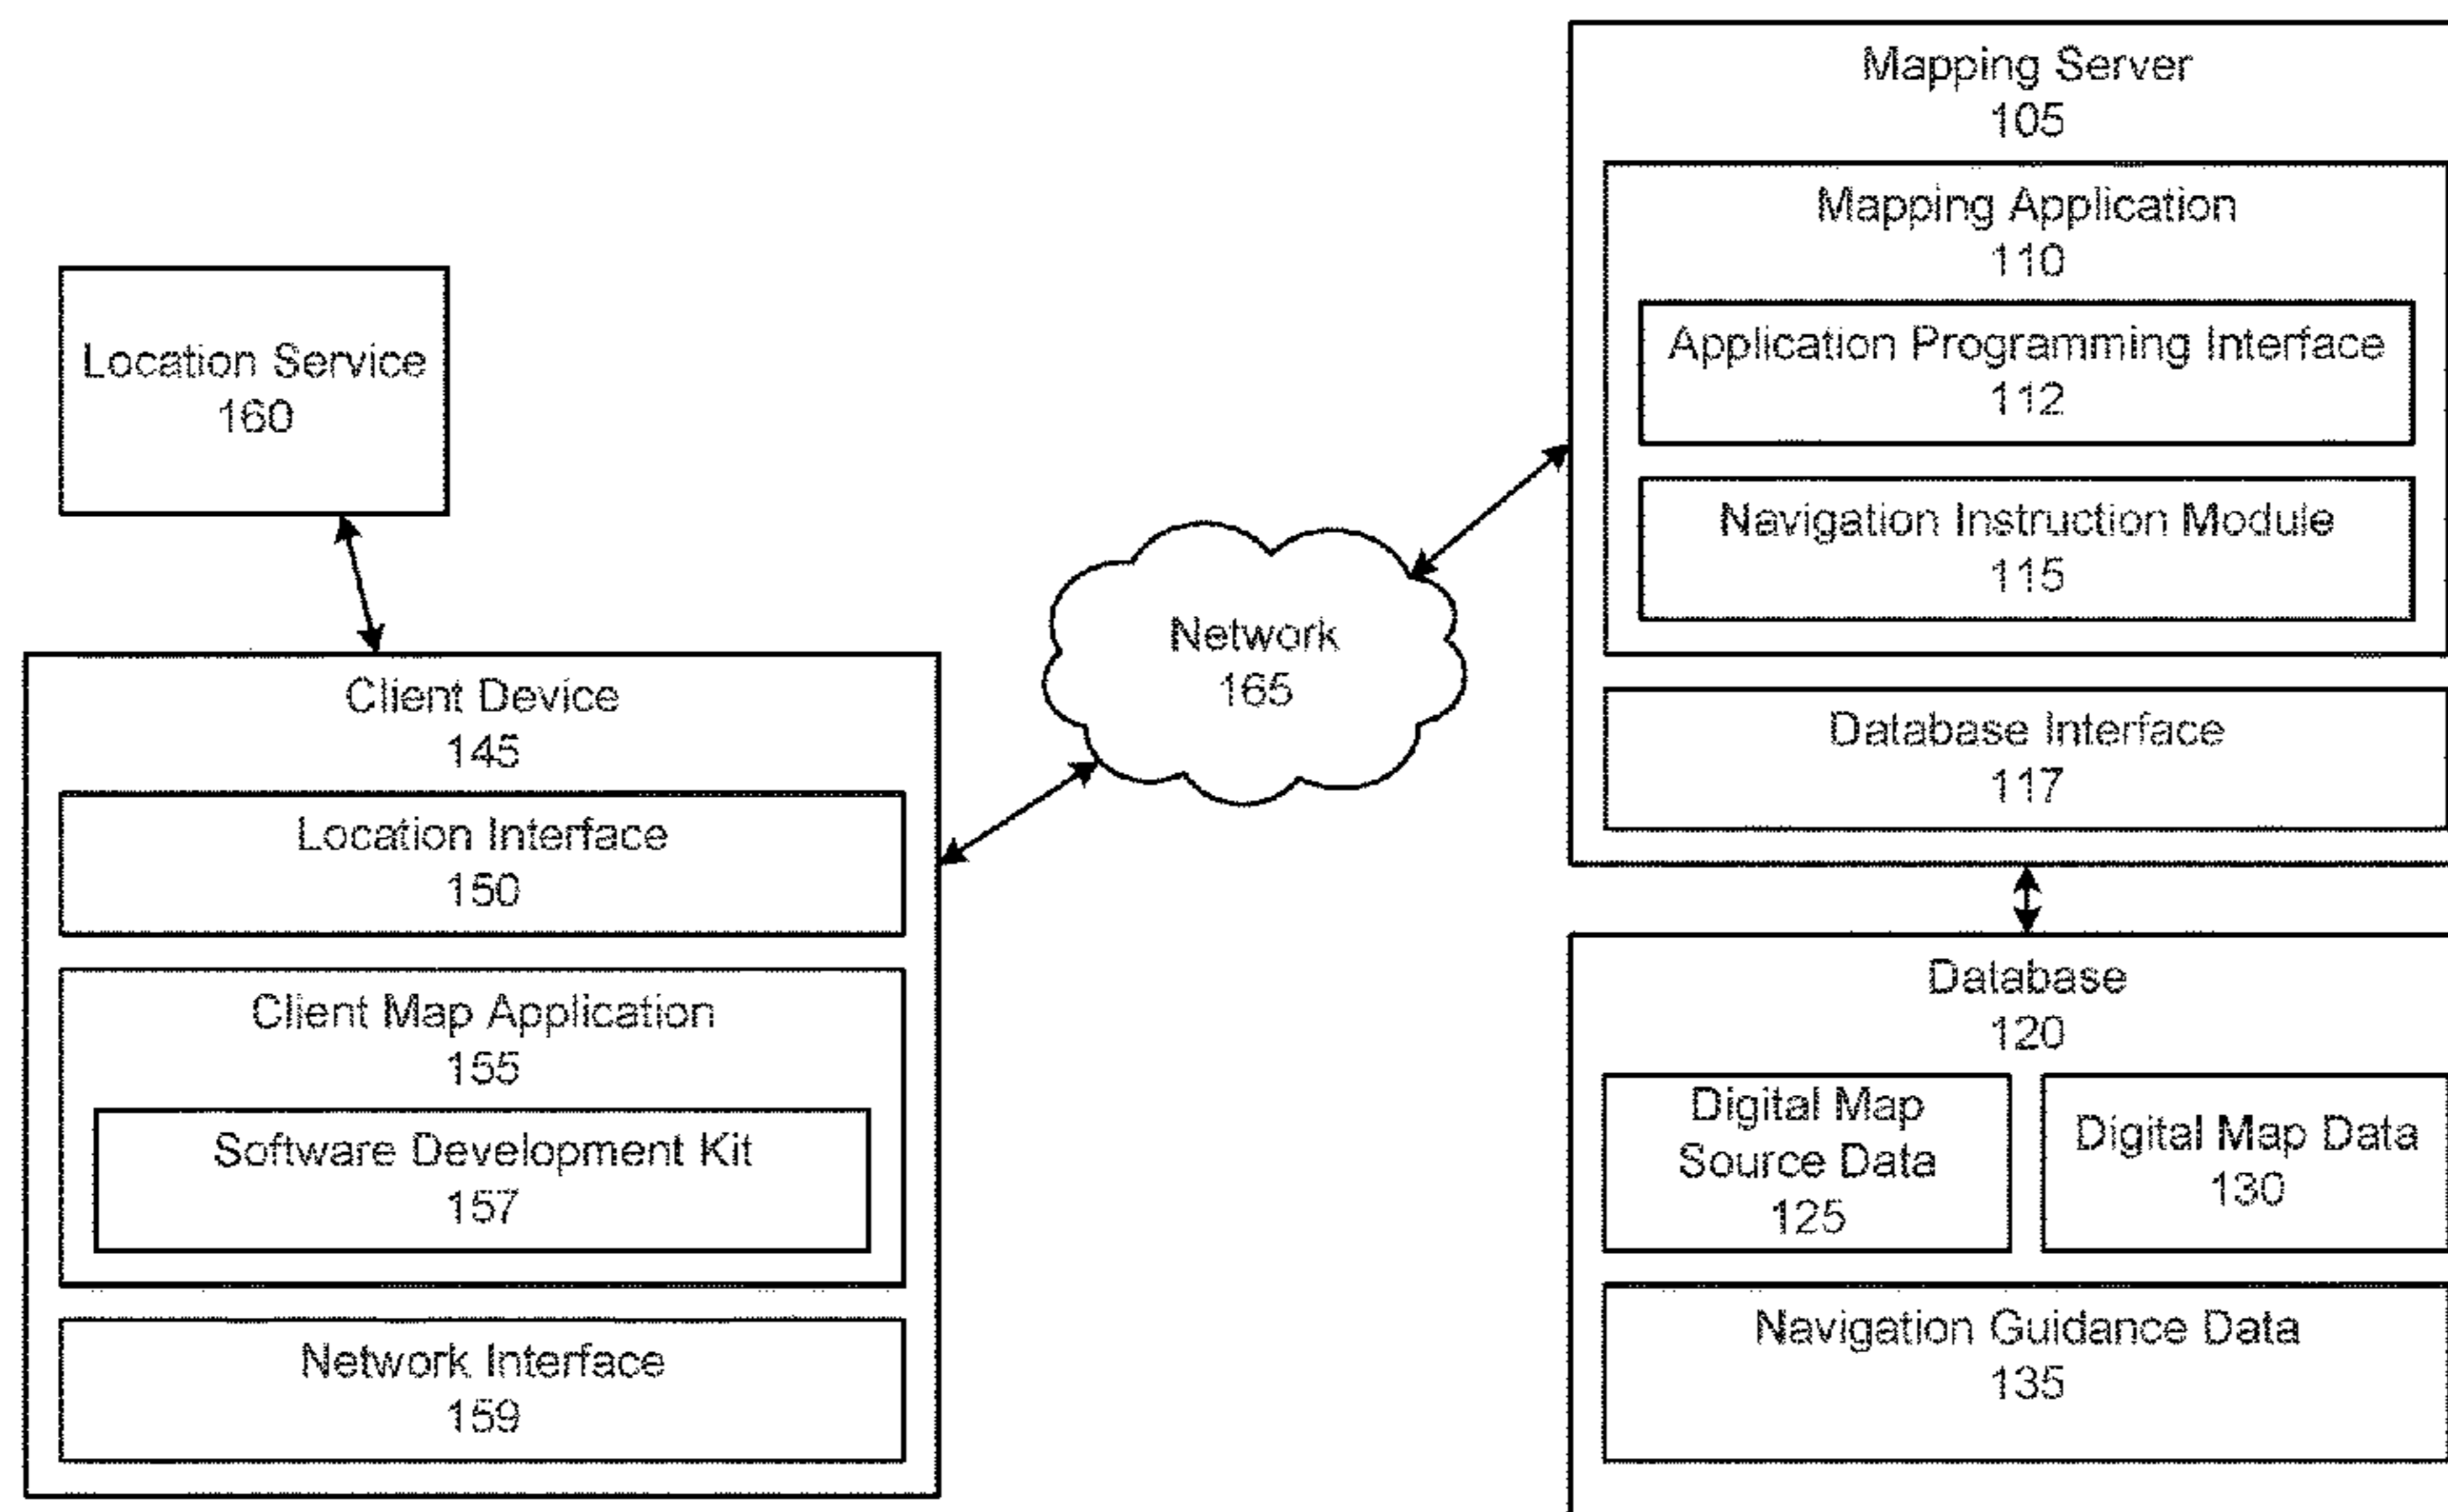 Location Service
160
Client Device
145
Location Interface
150
Client Map Application
155
Software Development Kit
157
Network Interface
159
Network
165
Mapping Server
105
Mapping Application
110
Application Programming Interface
112
Navigation Instruction Module
115
Database Interface
117
Database
120
Digital Map
Source Data
125
Digital Map Data
130
Navigation Guidance Data
135